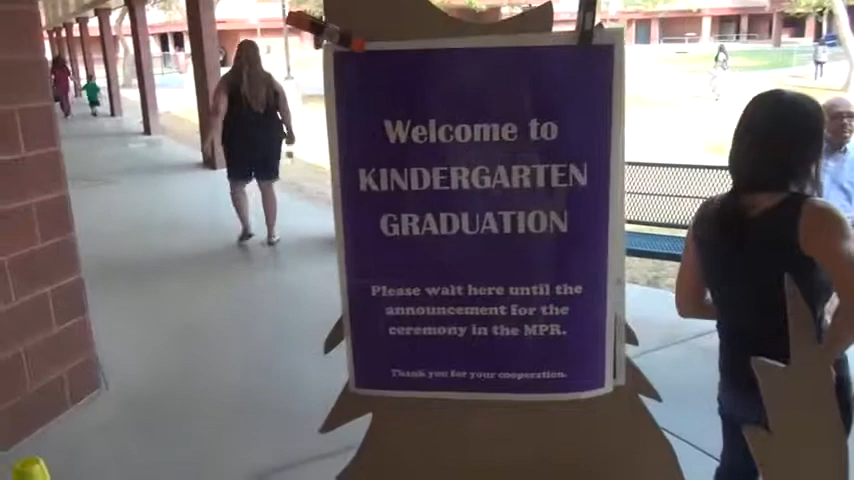 Welcome to
KINDERGARTEN
GRADUATION
Please wait here until the
announcement for the
ceremony in the MPR.
Thank you for your cooperation.